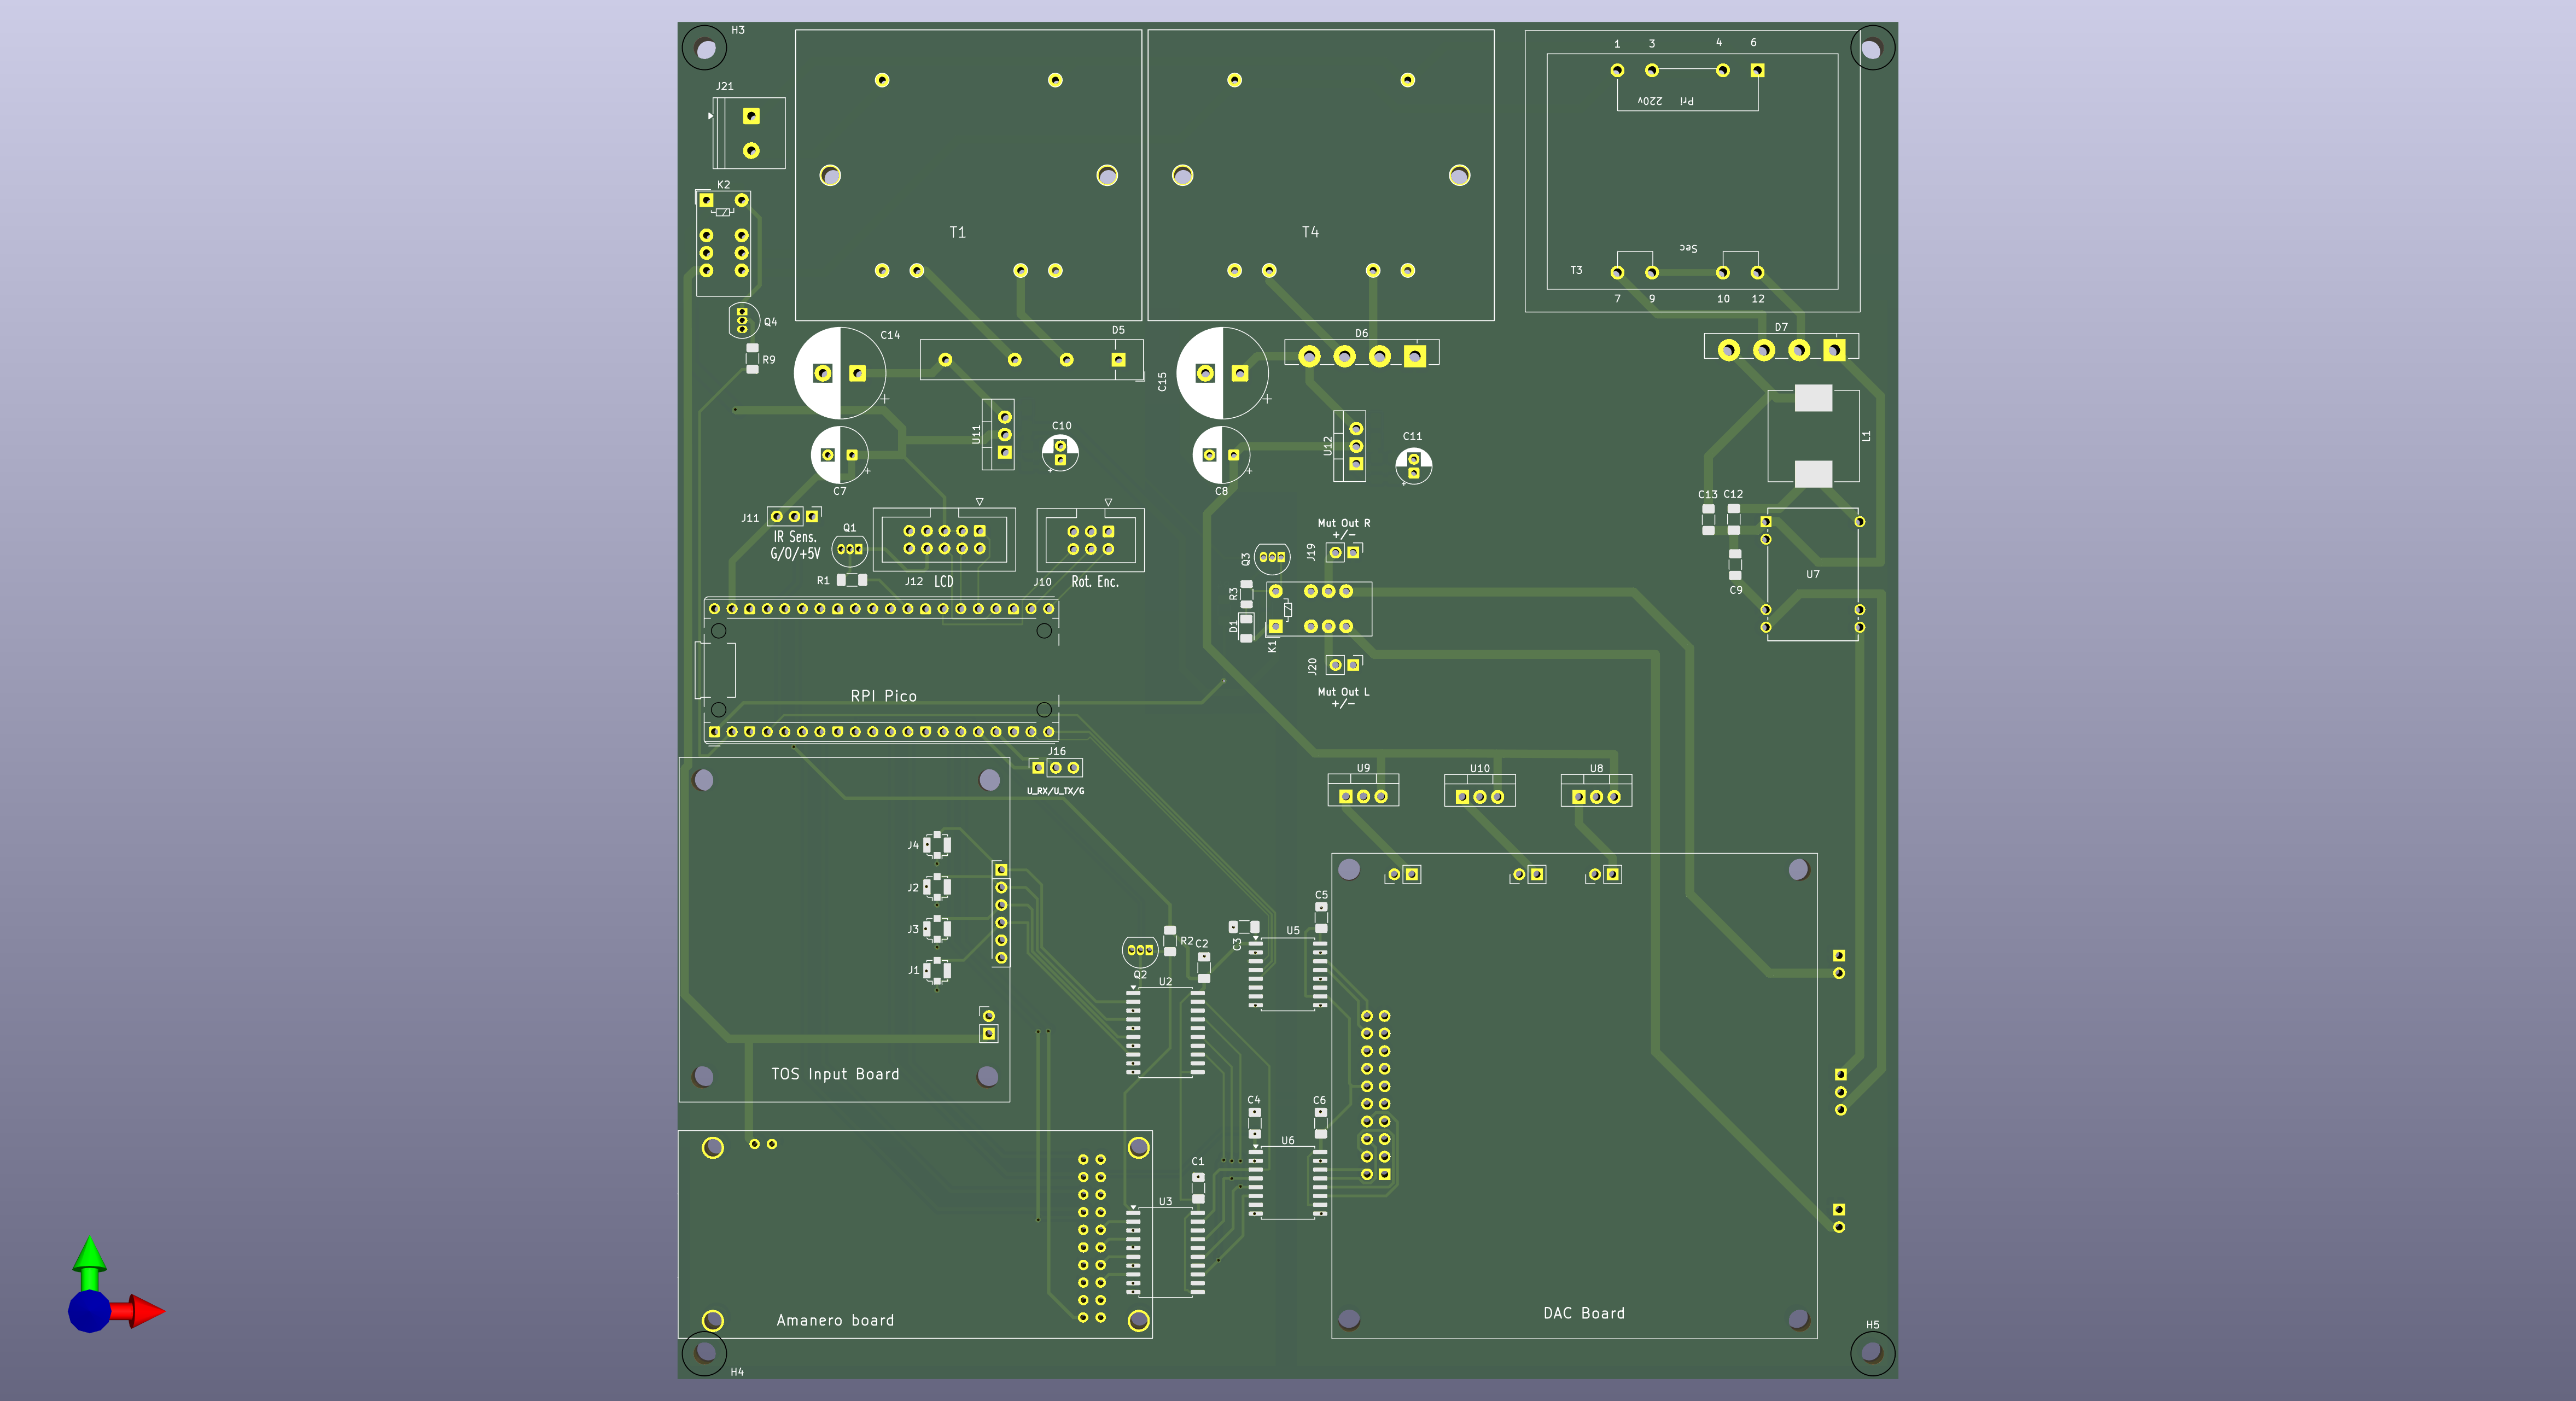 H3
J21
1 3 4 6
220v Pri
K2
T1
T4
Sec
T3
7 9 10 12
Q4
R9
C14
D5
C15
D6
D7
L1
U11
C10
U12
C11
C7
C8
C13 C12
C9
U7
J11
IR Sens.
G/O/+5V
Q1
R1
J12 LCD
J10 Rot. Enc.
Mut Out R
+/-
J19
Q3
R3
D1
K1
J20
Mut Out L
+/-
RPI Pico
J16
U_RX/U_TX/G
U9
U10
U8
J4
J2
J3
J1
TOS Input Board
R2
C2
Q2
U2
C3
U5
C5
C4
C6
U6
C1
U3
Amanero board
DAC Board
H4
H5